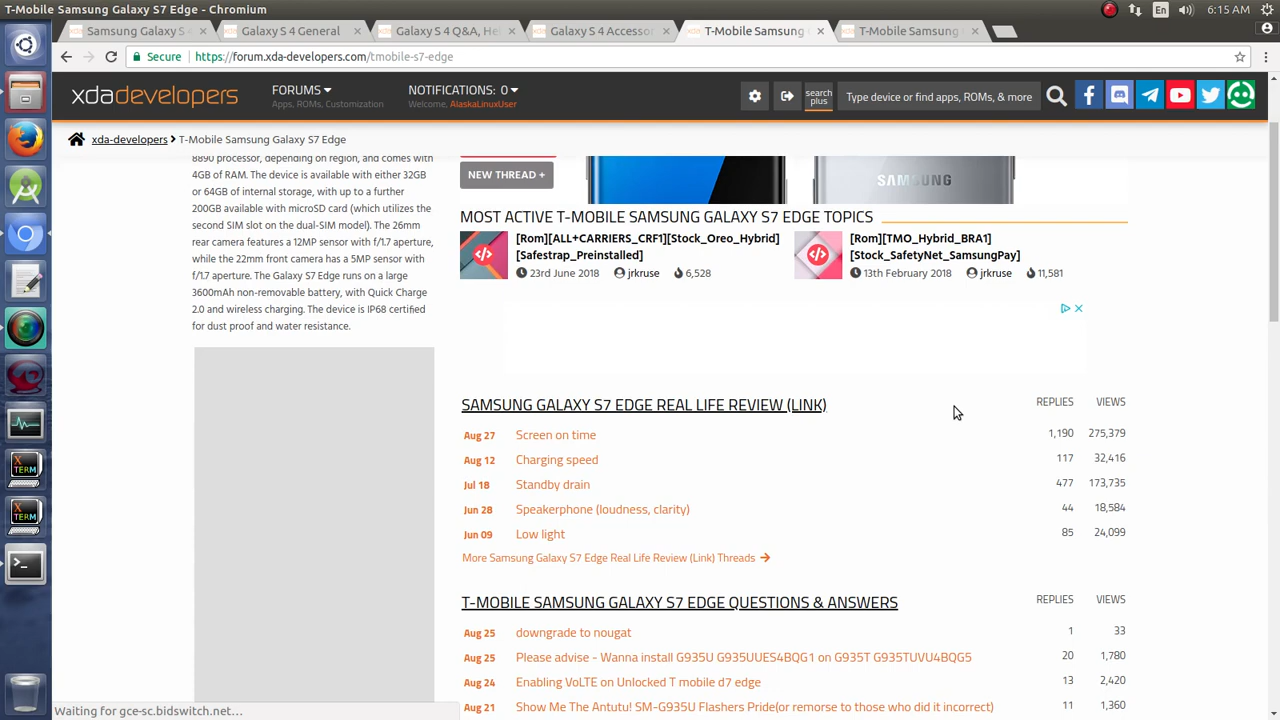 T-Mobile Samsung Galaxy S7 Edge - Chromium
En
6:15 AM
Samsung Galaxy S 4
Galaxy S 4 General
Galaxy S 4 Q&A, Hel
Galaxy S 4 Accessor
T-Mobile Samsung
T-Mobile Samsung
Secure
https://forum.xda-developers.com/tmobile-s7-edge
xdadevelopers
FORUMS
Apps, ROMs, Customization
NOTIFICATIONS: 0
Welcome, AlaskaLinuxUser
search
plus
Type device or find apps, ROMs, & more
xda-developers
T-Mobile Samsung Galaxy S7 Edge
8890 processor, depending on region, and comes with
4GB of RAM. The device is available with either 32GB
or 64GB of internal storage, with up to a further
200GB available with microSD card (which utilizes the
second SIM slot on the dual-SIM model). The 26mm
rear camera features a 12MP sensor with f/1.7 aperture,
while the 22mm front camera has a 5MP sensor with
f/1.7 aperture. The Galaxy S7 Edge runs on a large
3600mAh non-removable battery, with Quick Charge
2.0 and wireless charging. The device is IP68 certified
for dust proof and water resistance.
NEW THREAD +
SAMSUNG
MOST ACTIVE T-MOBILE SAMSUNG GALAXY S7 EDGE TOPICS
[Rom][ALL+CARRIERS_CRF1][Stock_Oreo_Hybrid]
[Safestrap_Preinstalled]
23rd June 2018 jrkruse 6,528
[Rom][TMO_Hybrid_BRA1]
[Stock_SafetyNet_SamsungPay]
13th February 2018 jrkruse 11,581
SAMSUNG GALAXY S7 EDGE REAL LIFE REVIEW (LINK) REPLIES VIEWS
Aug 27 Screen on time 1,190 275,379
Aug 12 Charging speed 117 32,416
Jul 18 Standby drain 477 173,735
Jun 28 Speakerphone (loudness, clarity) 44 18,584
Jun 09 Low light 85 24,099
More Samsung Galaxy S7 Edge Real Life Review (Link) Threads
T-MOBILE SAMSUNG GALAXY S7 EDGE QUESTIONS & ANSWERS REPLIES VIEWS
Aug 25 downgrade to nougat 1 33
Aug 25 Please advise - Wanna install G935U G935UUES4BQG1 on G935T G935TUVU4BQG5 20 1,780
Aug 24 Enabling VoLTE on Unlocked T mobile d7 edge 13 2,420
Aug 21 Show Me The Antutu! SM-G935U Flashers Pride(or remorse to those who did it incorrect) 11 1,360
Waiting for gce-sc.bidswitch.net...
X
TERM
X
TERM